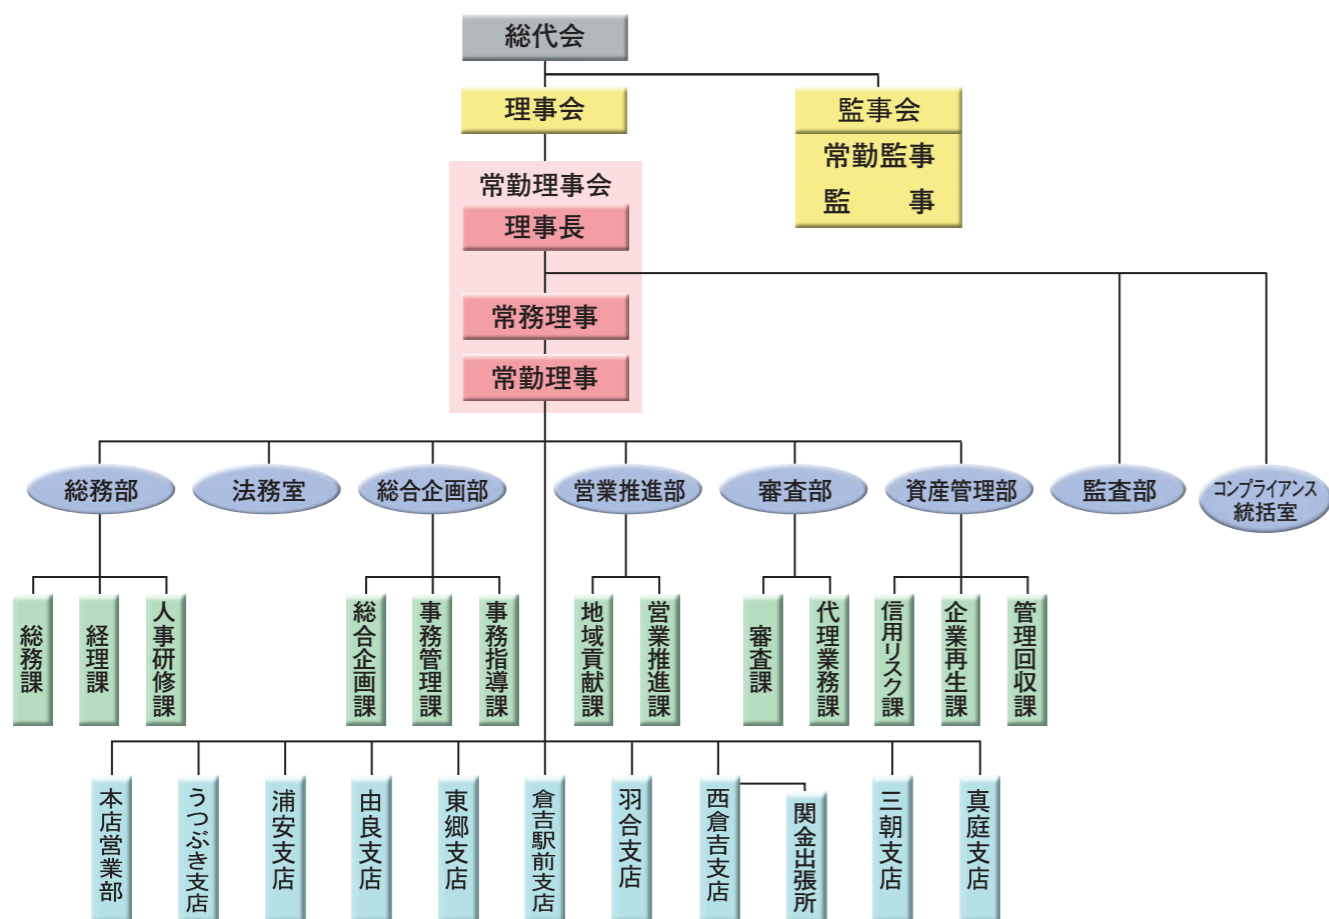 総代会
理事会
監事会
常勤監事
監　事
常勤理事会
理事長
常務理事
常勤理事
総務部
法務室
総合企画部
営業推進部
審査部
資産管理部
監査部
コンプライアンス
統括室
総務課
経理課
人事研修課
総合企画課
事務管理課
事務指導課
地域貢献課
営業推進課
審査課
代理業務課
信用リスク課
企業再生課
管理回収課
本店営業部
うつぶき支店
浦安支店
由良支店
東郷支店
倉吉駅前支店
羽合支店
西倉吉支店
関金出張所
三朝支店
真庭支店